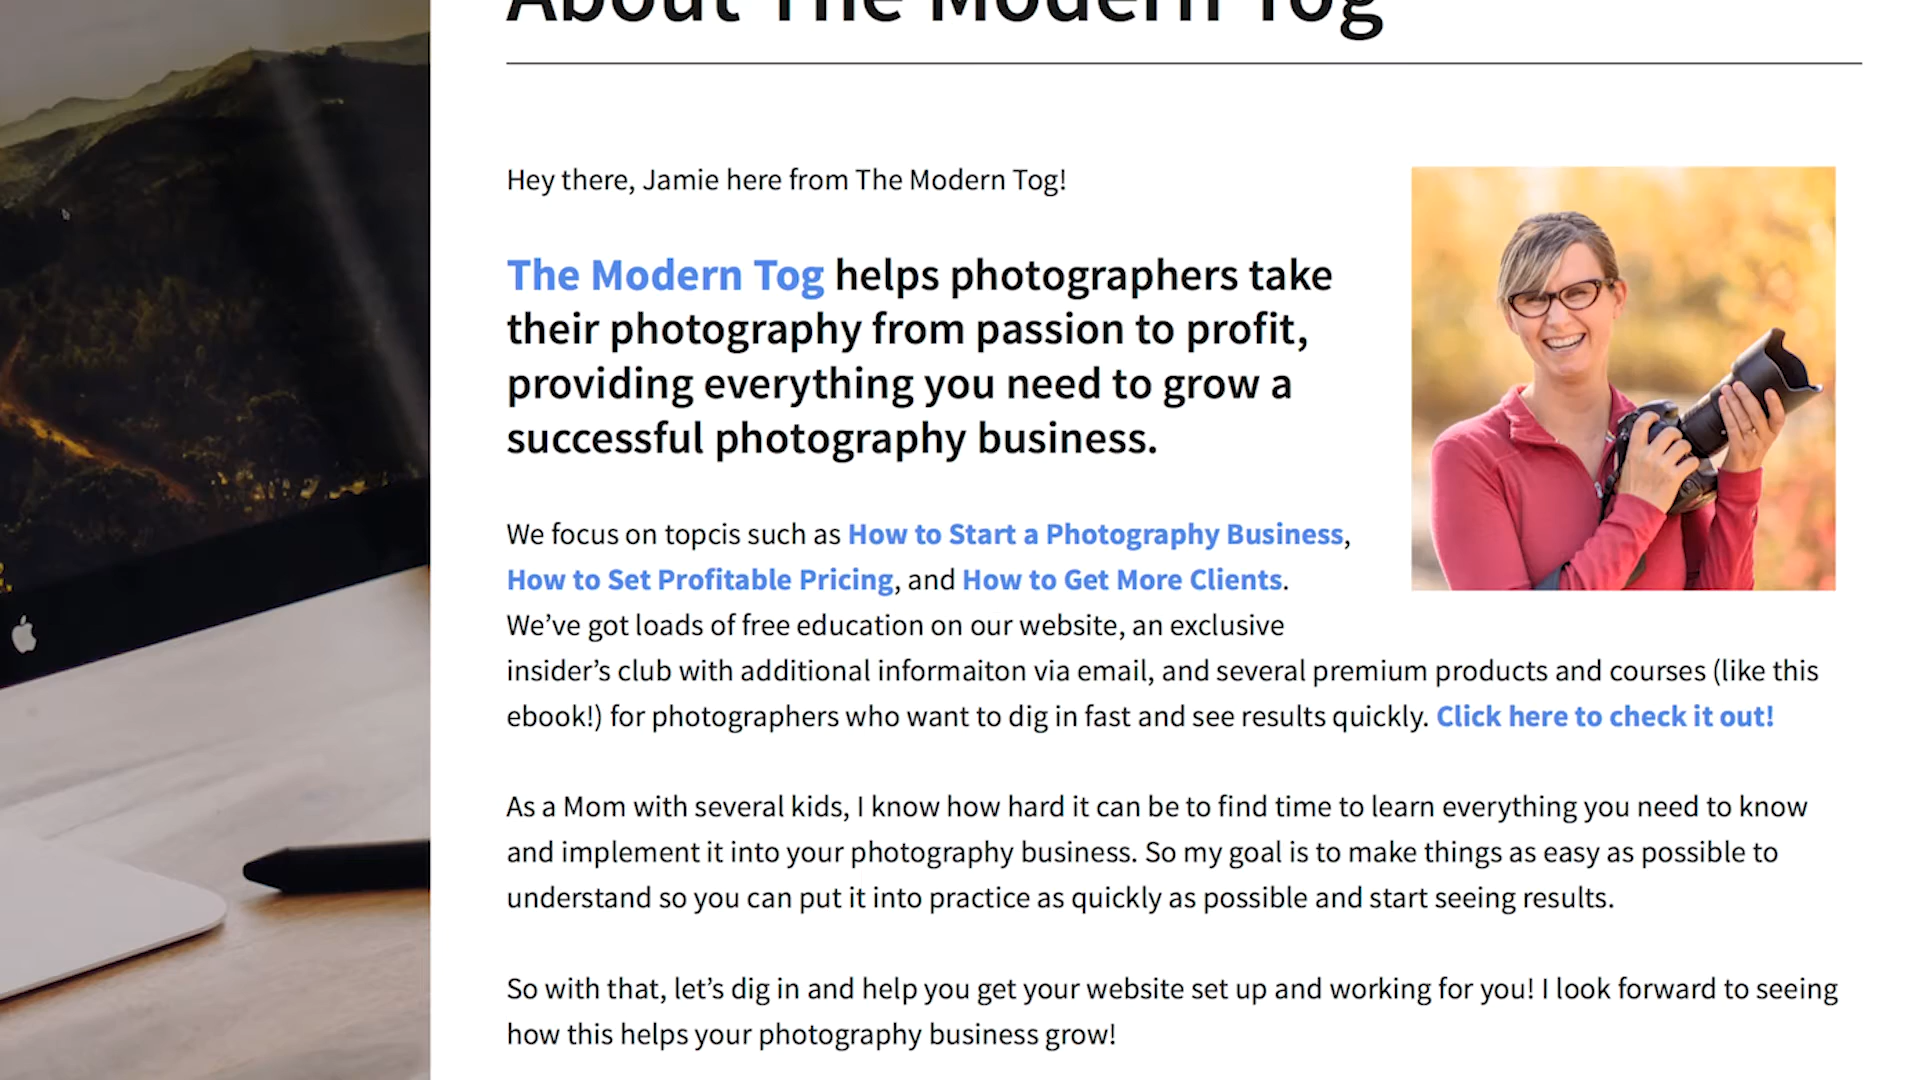 About The Modern Tog
Hey there, Jamie here from The Modern Tog!
The Modern Tog helps photographers take
their photography from passion to profit,
providing everything you need to grow a
successful photography business.
We focus on topcis such as How to Start a Photography Business,
How to Set Profitable Pricing, and How to Get More Clients.
We’ve got loads of free education on our website, an exclusive
insider’s club with additional informaiton via email, and several premium products and courses (like this
ebook!) for photographers who want to dig in fast and see results quickly. Click here to check it out!
As a Mom with several kids, I know how hard it can be to find time to learn everything you need to know
and implement it into your photography business. So my goal is to make things as easy as possible to
understand so you can put it into practice as quickly as possible and start seeing results.
So with that, let’s dig in and help you get your website set up and working for you! I look forward to seeing
how this helps your photography business grow!